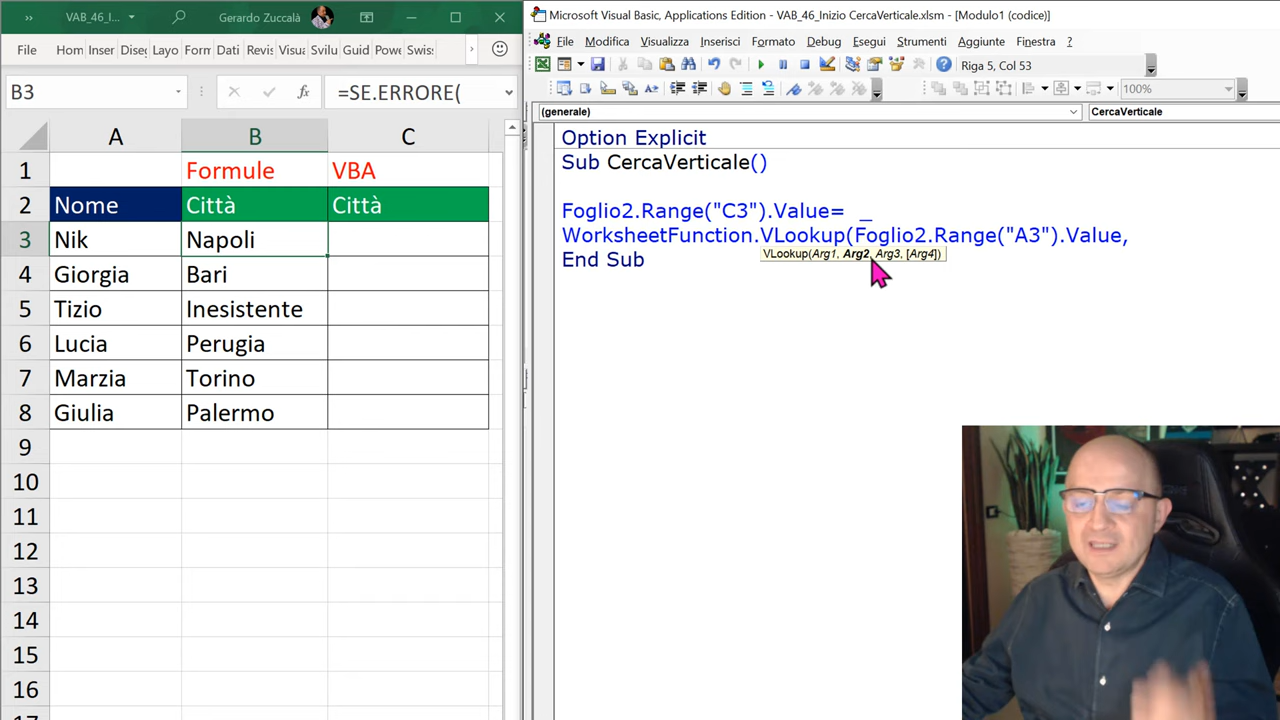 VAB_46_I...
Gerardo Zuccalà
File Hom Inser Diseg Layo Form Dati Revis Visua Svilu Guid Powe Swis:
B3
fx
=SE.ERRORE(
A B C
1 Formule VBA
2 Nome Città Città
3 Nik Napoli
4 Giorgia Bari
5 Tizio Inesistente
6 Lucia Perugia
7 Marzia Torino
8 Giulia Palermo
9
10
11
12
13
14
15
16
Microsoft Visual Basic, Applications Edition - VAB_46_Inizio CercaVerticale.xlsm - [Modulo1 (codice)]
File Modifica Visualizza Inserisci Formato Debug Esegui Strumenti Aggiunte Finestra ?
Riga 5, Col 53
100%
(generale) CercaVerticale
Option Explicit
Sub CercaVerticale()
Foglio2.Range("C3").Value= _
WorksheetFunction.VLookup(Foglio2.Range("A3").Value,
VLookup(Arg1, Arg2, Arg3, [Arg4])
End Sub